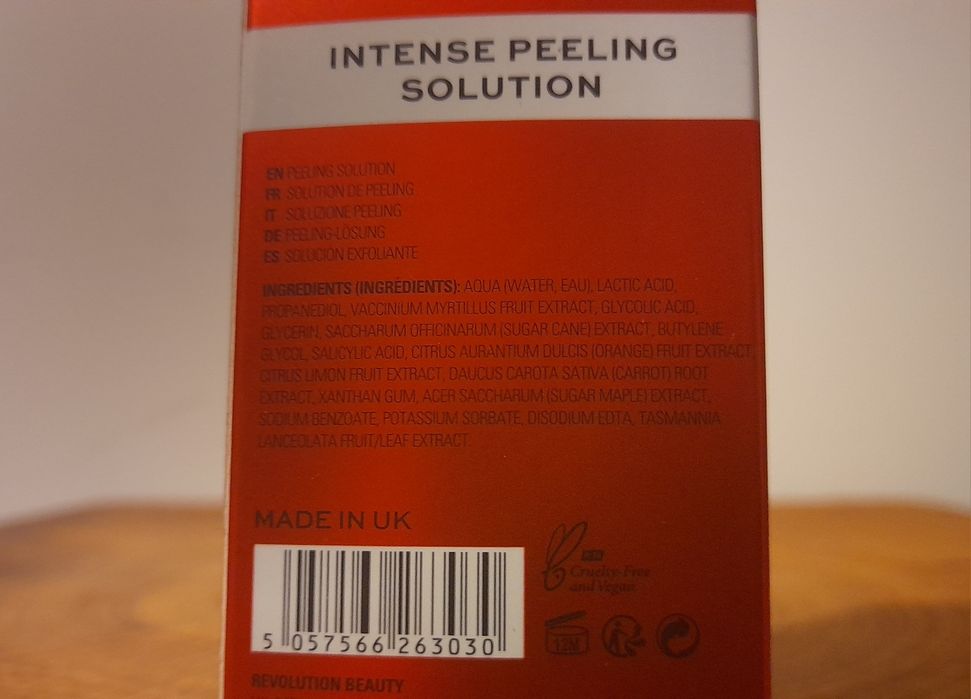 INTENSE PEELING
SOLUTION
EN PEELING SOLUTION
FR SOLUTION DE PEELING
IT SOLUZIONE PEELING
DE PEELING-LÖSUNG
ES SOLUCIÓN EXFOLIANTE
INGREDIENTS (INGRÉDIENTS): AQUA (WATER, EAU), LACTIC ACID,
PROPANEDIOL, VACCINIUM MYRTILLUS FRUIT EXTRACT, GLYCOLIC ACID,
GLYCERIN, SACCHARUM OFFICINARUM (SUGAR CANE) EXTRACT, BUTYLENE
GLYCOL, SALICYLIC ACID, CITRUS AURANTIUM DULCIS (ORANGE) FRUIT EXTRACT,
CITRUS LIMON FRUIT EXTRACT, DAUCUS CAROTA SATIVA (CARROT) ROOT
EXTRACT, XANTHAN GUM, ACER SACCHARUM (SUGAR MAPLE) EXTRACT,
SODIUM BENZOATE, POTASSIUM SORBATE, DISODIUM EDTA, TASMANNIA
LANCEOLATA FRUIT/LEAF EXTRACT.
MADE IN UK
Cruelty-Free
and Vegan
12M
5 057566 263030
REVOLUTION BEAUTY